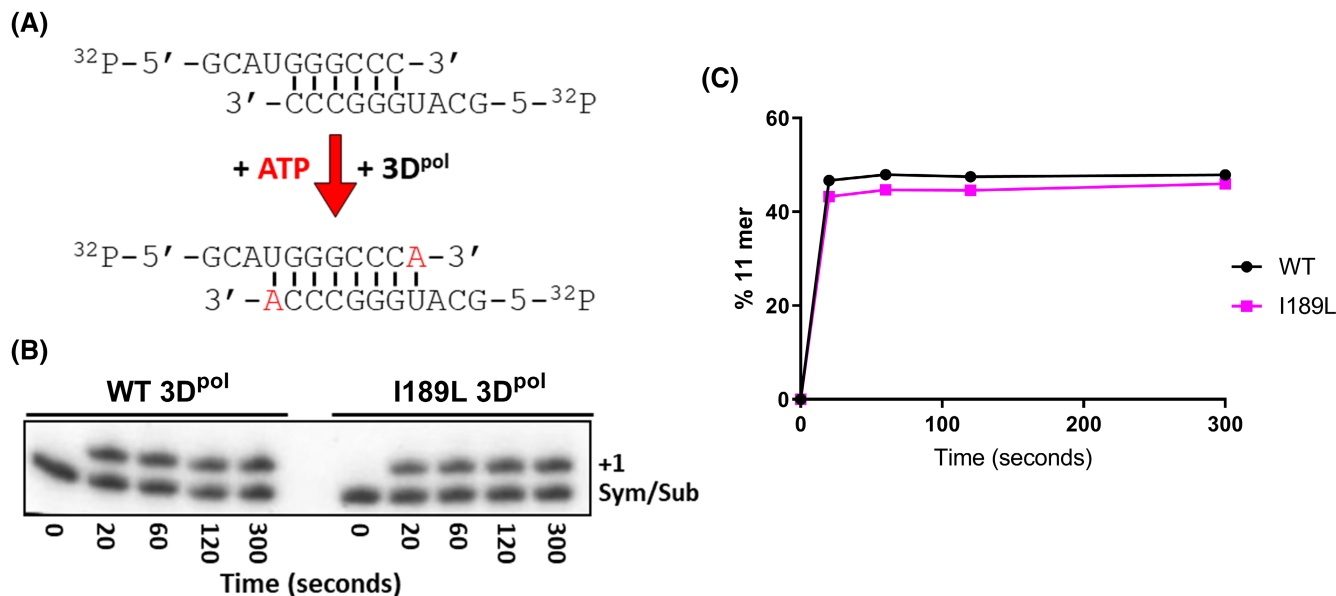 (A)
³²P-5′-GCAUGGGCCC-3′
3′-CCCGGGUACG-5-³²P
+ ATP + 3Dᵖᵒˡ
³²P-5′-GCAUGGGCCCA-3′
3′-ACCCGGGUACG-5-³²P
(B)
WT 3Dᵖᵒˡ I189L 3Dᵖᵒˡ
+1
Sym/Sub
0 20 60 120 300 0 20 60 120 300
Time (seconds)
(C)
60
40
20
0
% 11 mer
0 100 200 300
Time (seconds)
WT
I189L